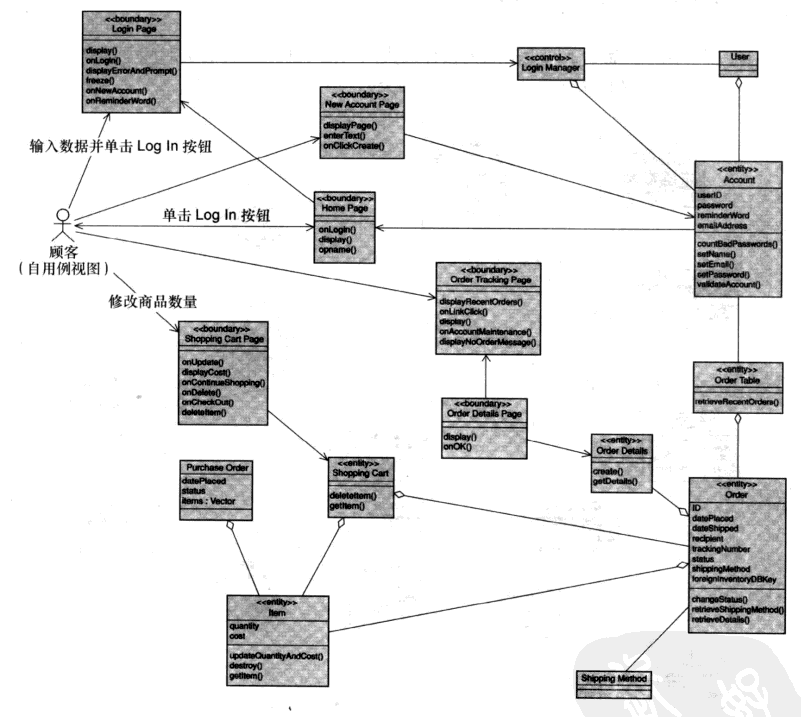 <<boundary>>
Login Page
display()
onLogin()
displayErrorAndPrompt()
freeze()
onNewAccount()
onReminderWord()
<<control>>
Login Manager
User
<<boundary>>
New Account Page
displayPage()
enterText()
onClickCreate()
输入数据并单击 Log In 按钮
<<entity>>
Account
userID
password
reminderWord
emailAddress
countBadPasswords()
setName()
setEmail()
setPassword()
validateAccount()
<<boundary>>
Home Page
onLogin()
display()
opname()
单击 Log In 按钮
顾客
(自用例视图)
<<boundary>>
Order Tracking Page
displayRecentOrders()
onLinkClick()
display()
onAccountMaintenance()
displayNoOrderMessage()
修改商品数量
<<boundary>>
Shopping Cart Page
onUpdate()
displayCost()
onContinueShopping()
onDelete()
onCheckOut()
deleteItem()
<<entity>>
Order Table
retrieveRecentOrders()
<<boundary>>
Order Details Page
display()
onOK()
<<entity>>
Order Details
create()
getDetails()
Purchase Order
datePlaced
status
items : Vector
<<entity>>
Shopping Cart
deleteItem()
getItem()
<<entity>>
Order
ID
datePlaced
dateShipped
recipient
trackingNumber
status
shippingMethod
foreignInventoryDBKey
changeStatus()
retrieveShippingMethod()
retrieveDetails()
<<entity>>
Item
quantity
cost
updateQuantityAndCost()
destroy()
getItem()
Shipping Method